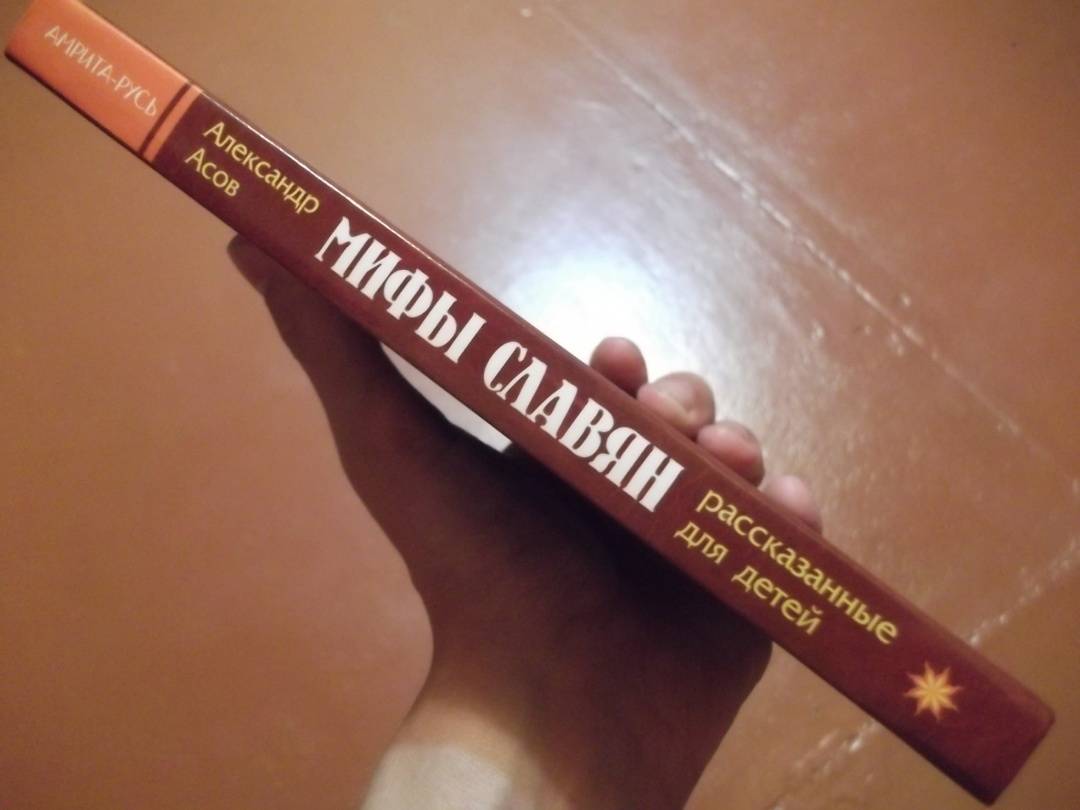 АМРИТА-РУСЬ
Александр
Асов
МИФЫ СЛАВЯН
рассказанные
для детей